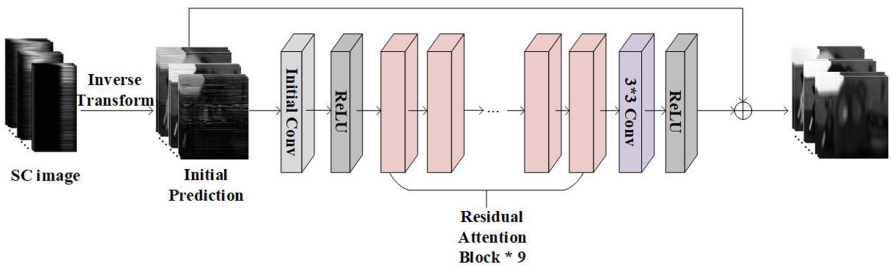 SC image
Inverse
Transform
Initial
Prediction
Initial Conv
ReLU
...
Residual
Attention
Block * 9
3*3 Conv
ReLU